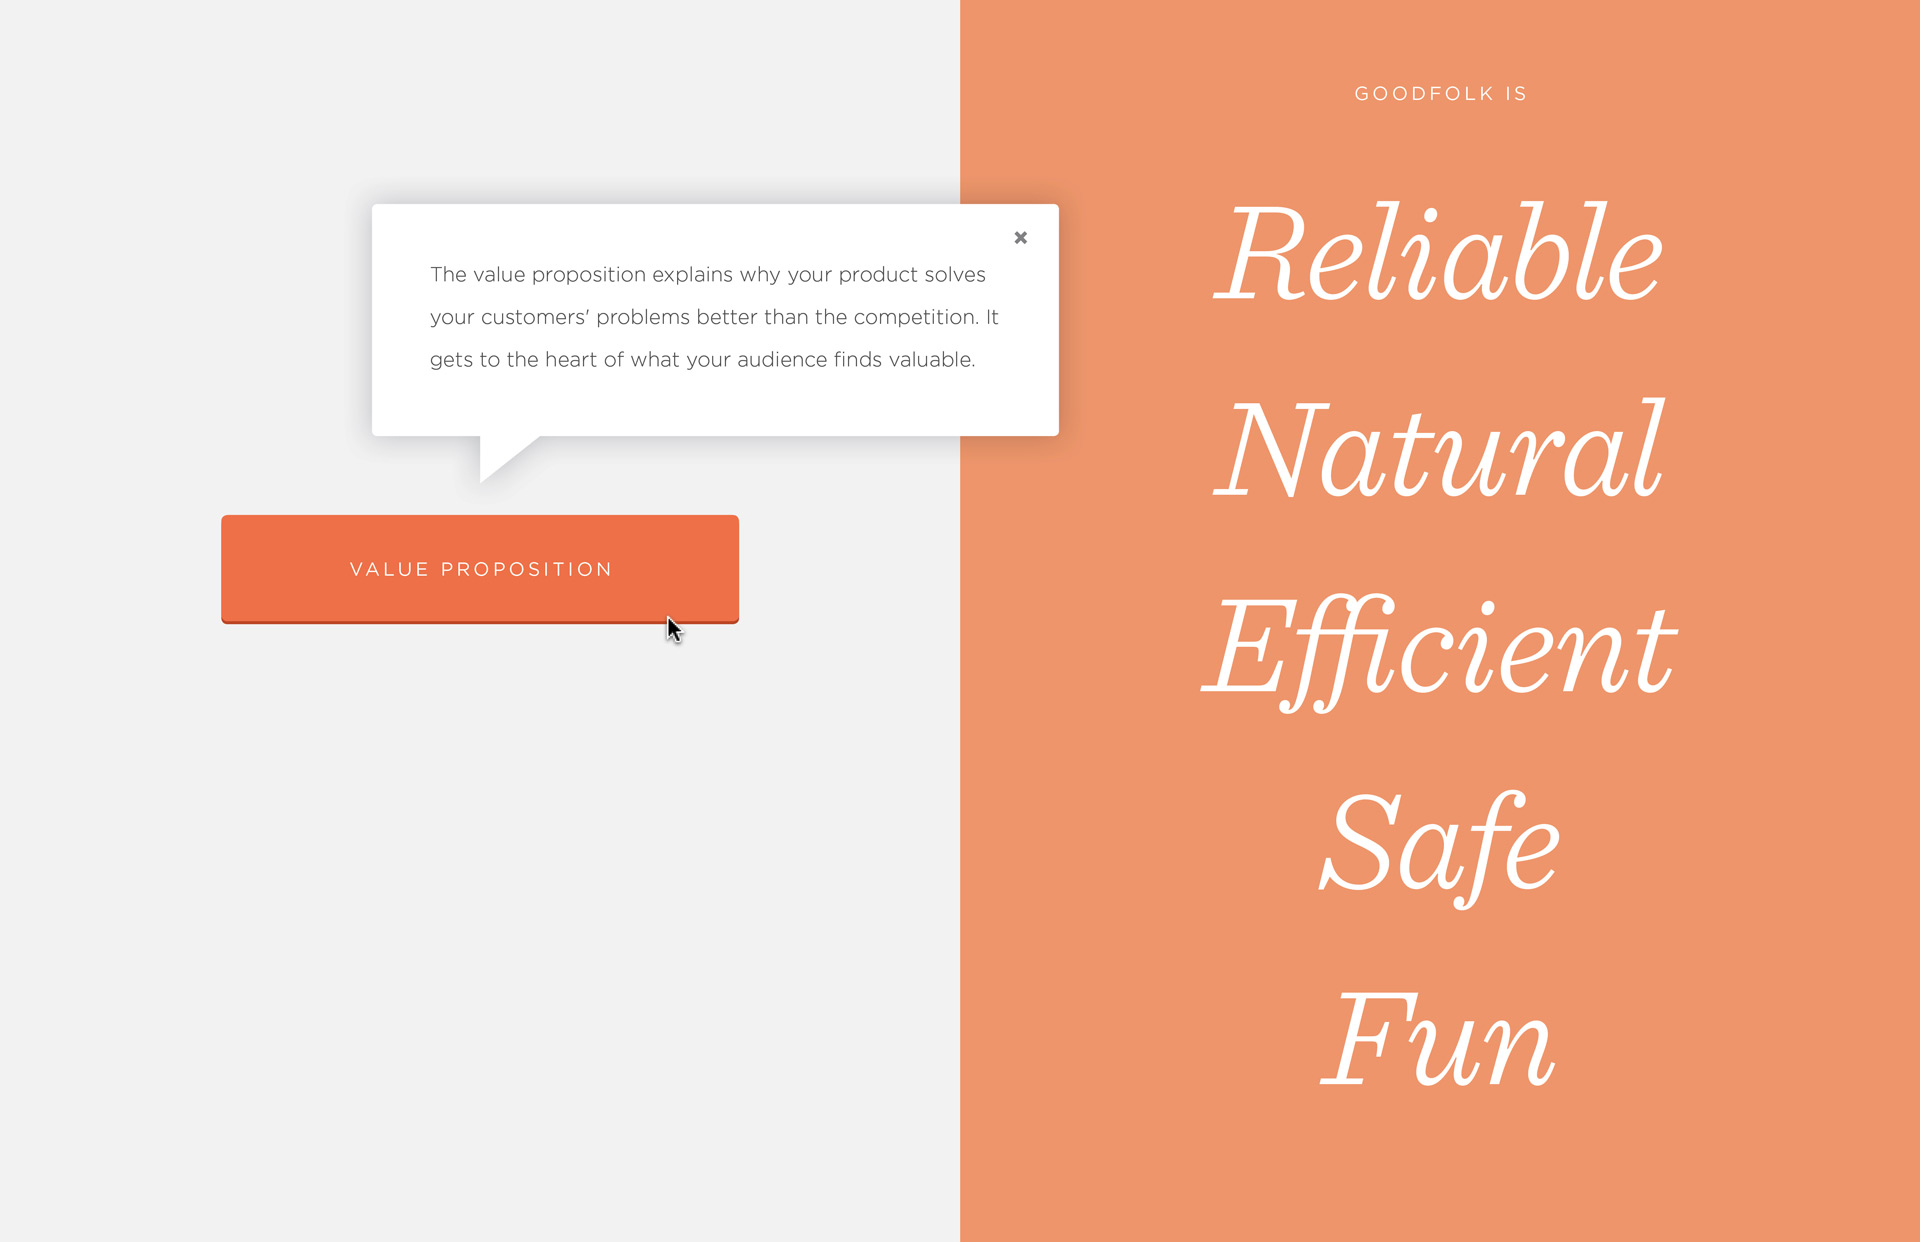 The value proposition explains why your product solves
your customers' problems better than the competition. It
gets to the heart of what your audience finds valuable.
VALUE PROPOSITION
GOODFOLK IS
Reliable
Natural
Efficient
Safe
Fun